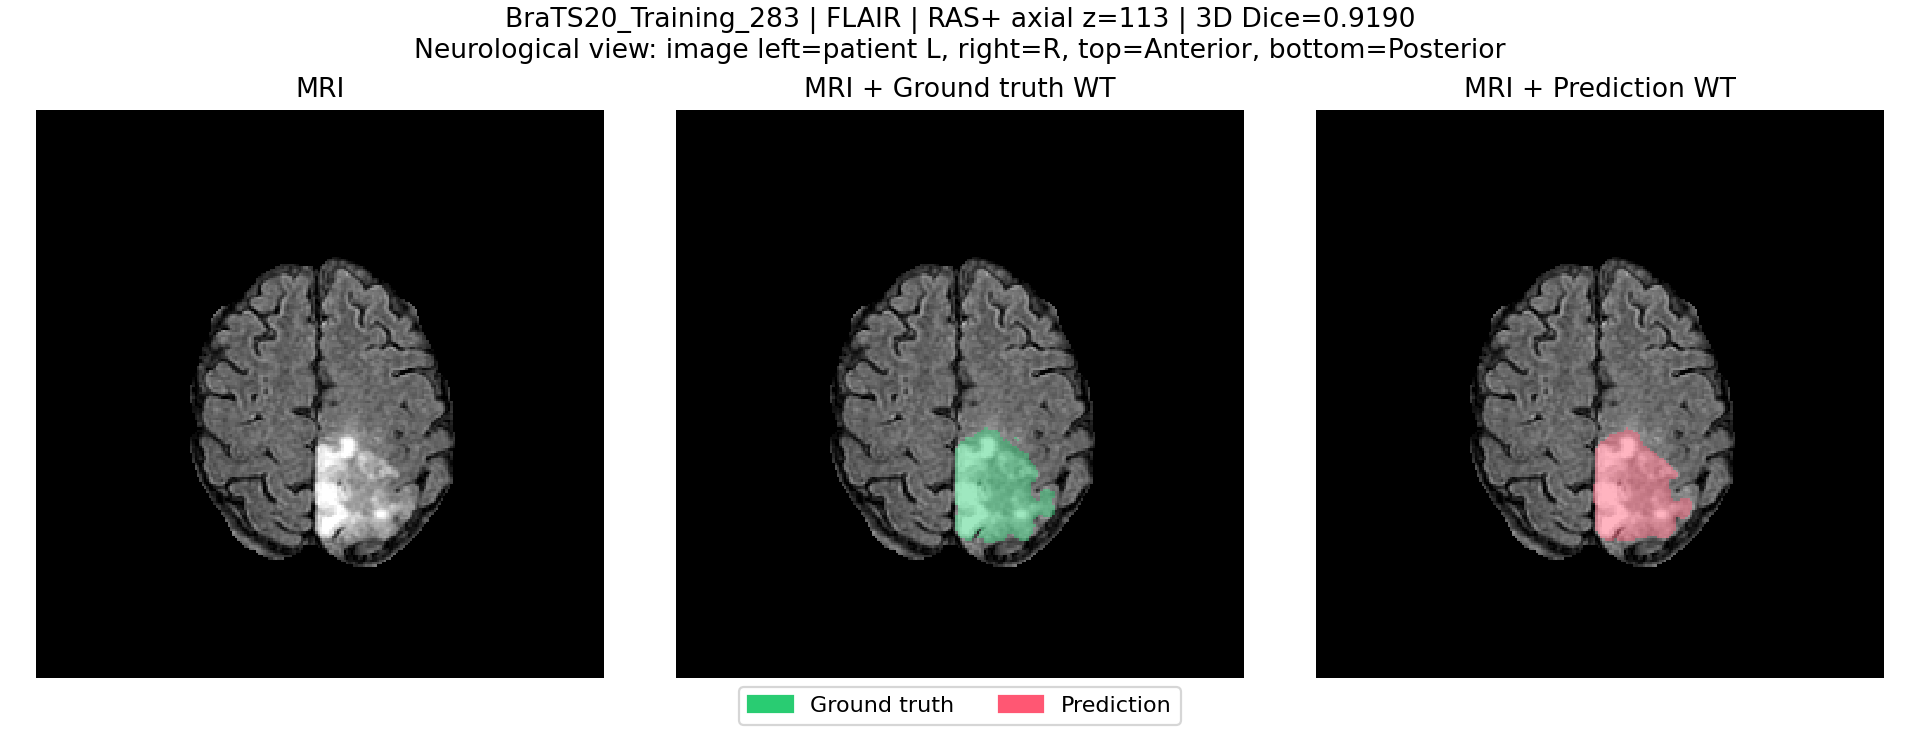 BraTS20_Training_283 | FLAIR | RAS+ axial z=113 | 3D Dice=0.9190
Neurological view: image left=patient L, right=R, top=Anterior, bottom=Posterior
MRI
MRI + Ground truth WT
MRI + Prediction WT
Ground truth
Prediction